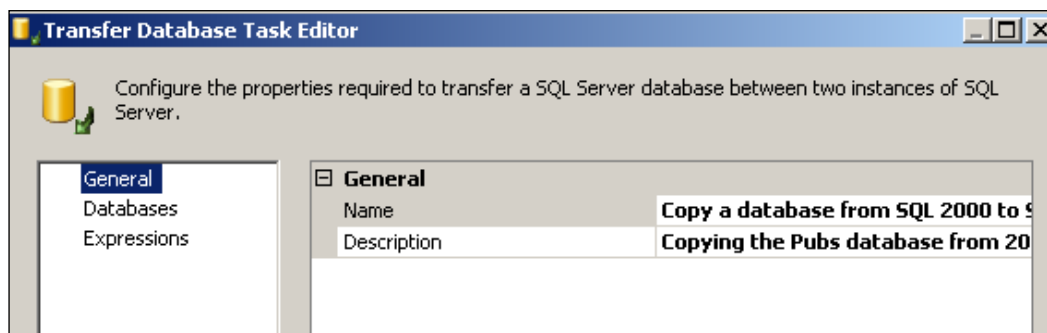 Transfer Database Task Editor
Configure the properties required to transfer a SQL Server database between two instances of SQL
Server.
General
Databases
Expressions
General
Name Copy a database from SQL 2000 to
Description Copying the Pubs database from 20